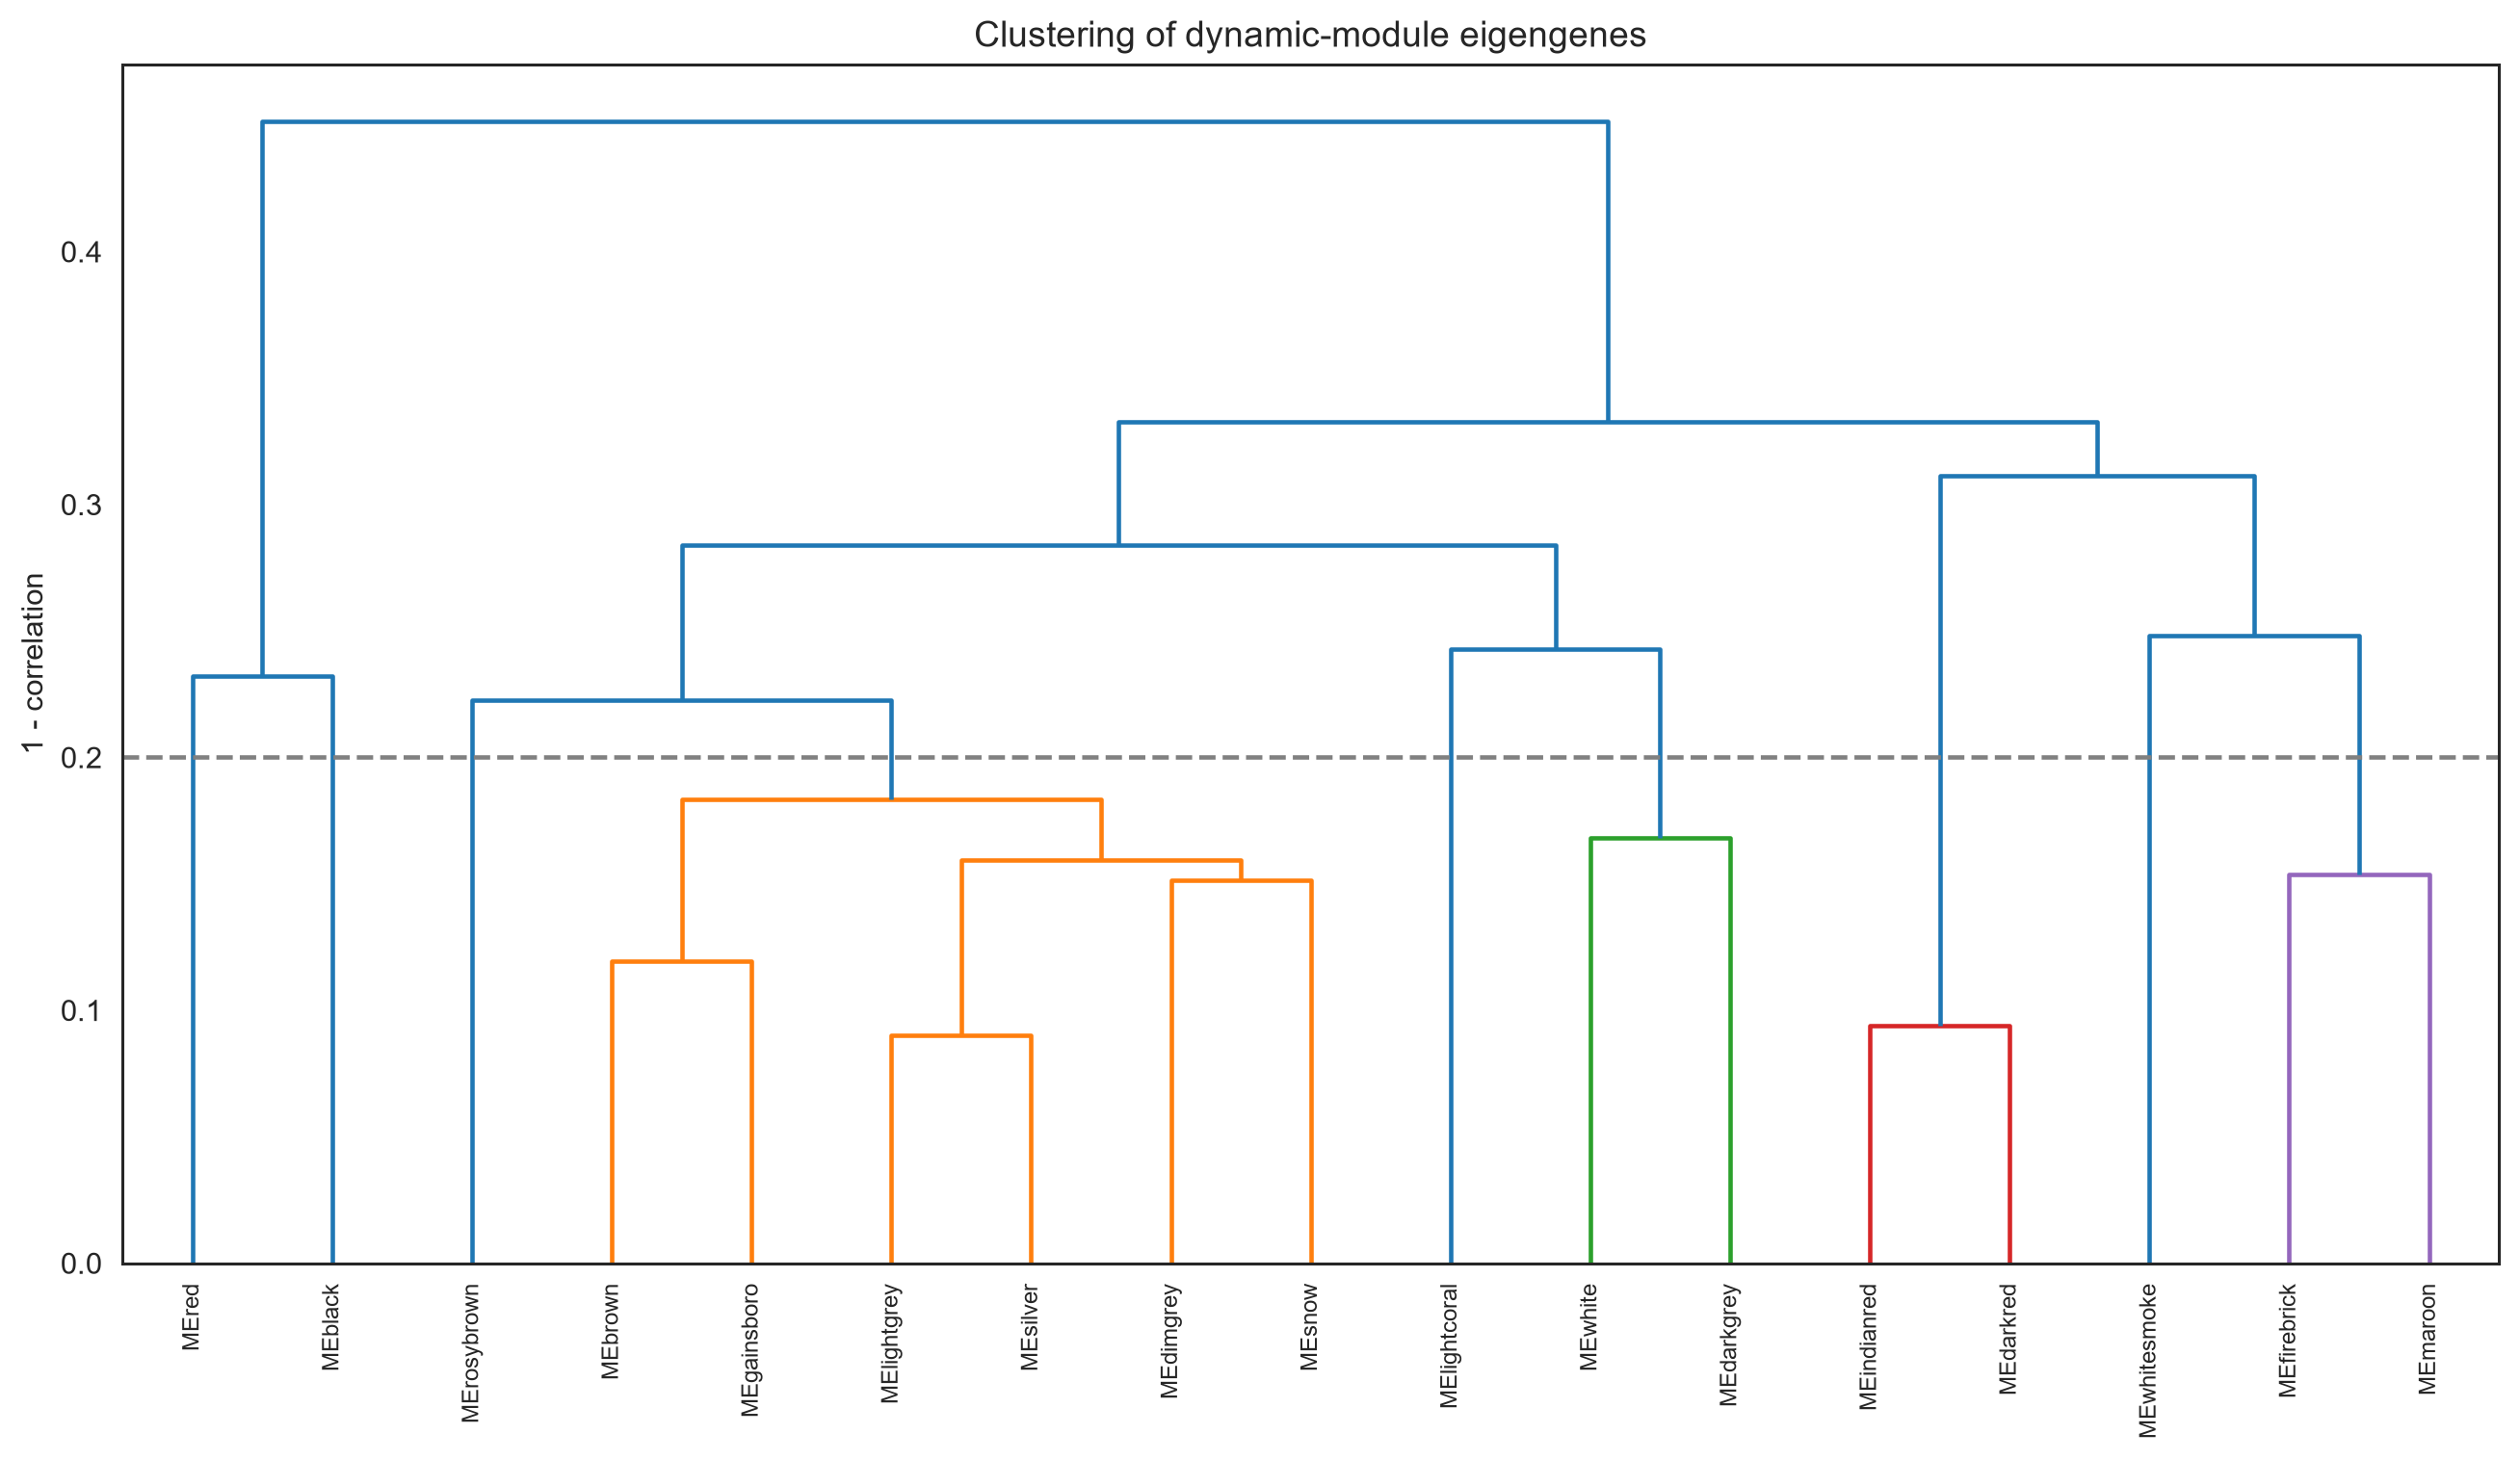 Clustering of dynamic-module eigengenes
1 - correlation
0.4
0.3
0.2
0.1
0.0
MEred
MEblack
MErosybrown
MEbrown
MEgainsboro
MElightgrey
MEsilver
MEdimgrey
MEsnow
MElightcoral
MEwhite
MEdarkgrey
MEindianred
MEdarkred
MEwhitesmoke
MEfirebrick
MEmaroon